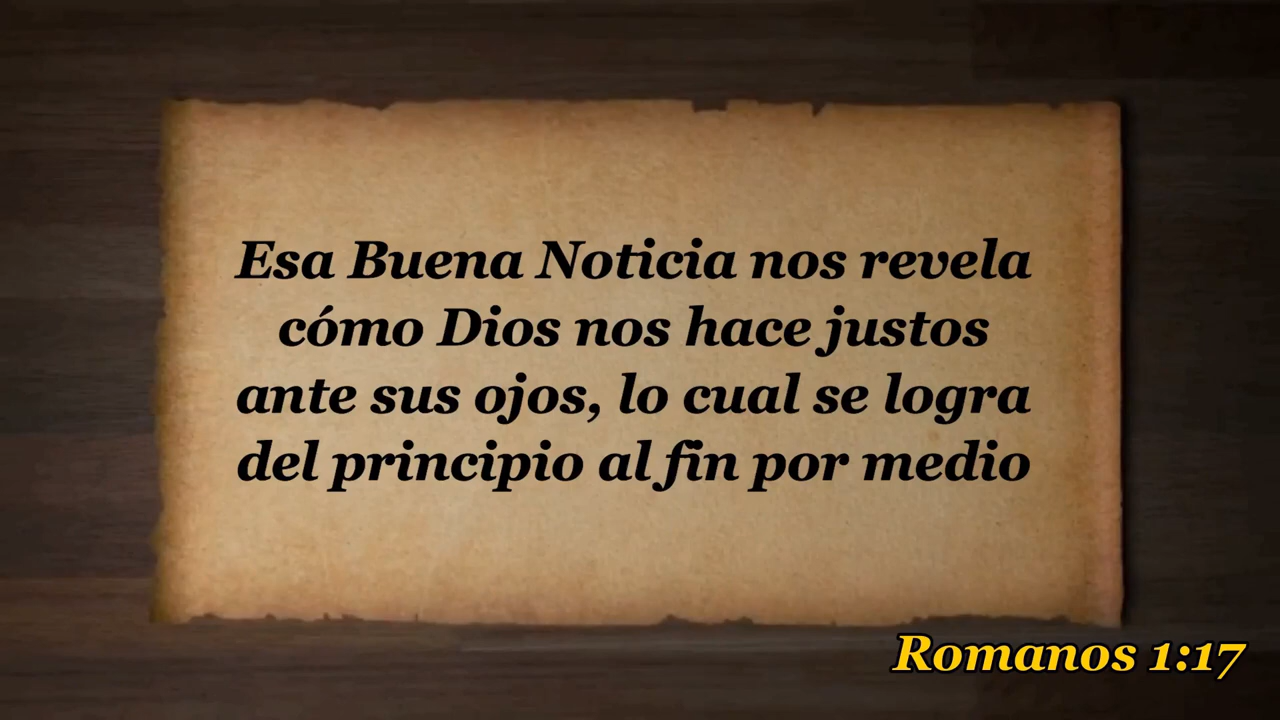 Esa Buena Noticia nos revela
cómo Dios nos hace justos
ante sus ojos, lo cual se logra
del principio al fin por medio
Romanos 1:17